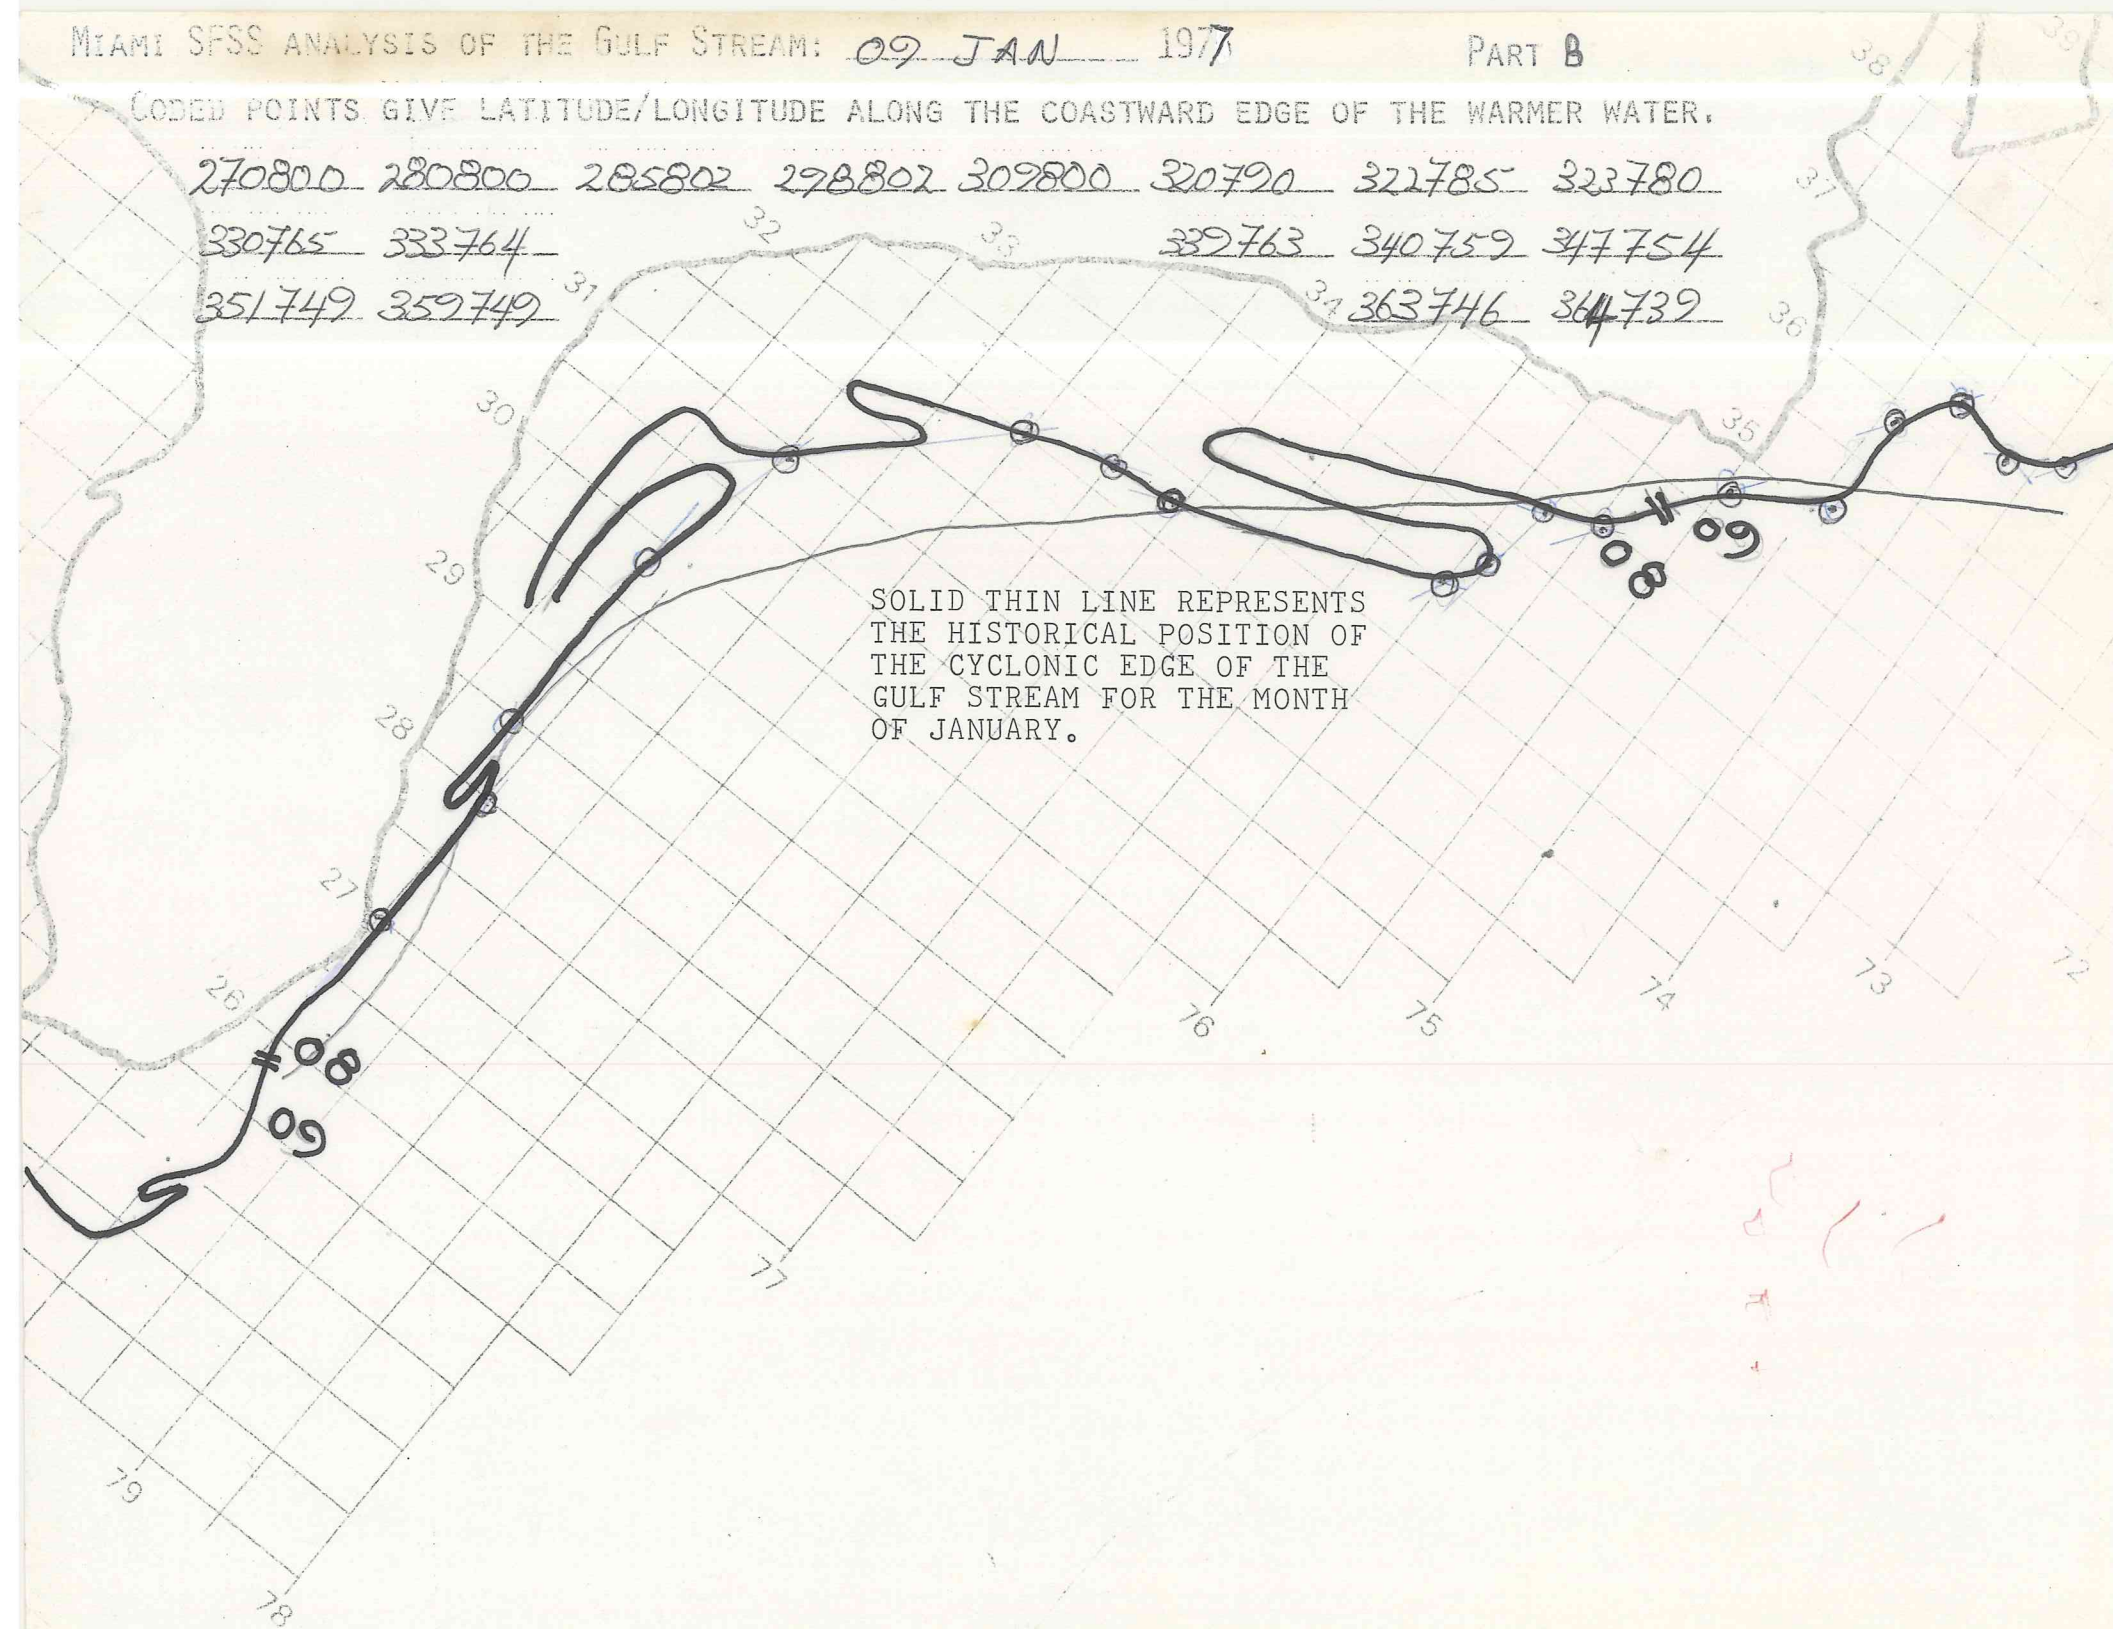 MIAMI SFSS ANALYSIS OF THE GULF STREAM: 09 JAN 1977 PART B
CODED POINTS GIVE LATITUDE/LONGITUDE ALONG THE COASTWARD EDGE OF THE WARMER WATER.
270800 280800 285802 298802 309800 320790 322785 323780
330765 333764 339763 340759 347754
351749 359749 363746 364739
39
38
37
36
35
34
33
32
31
30
29
28
27
26
08
09
08
09
SOLID THIN LINE REPRESENTS
THE HISTORICAL POSITION OF
THE CYCLONIC EDGE OF THE
GULF STREAM FOR THE MONTH
OF JANUARY.
72
73
74
75
76
77
78
79